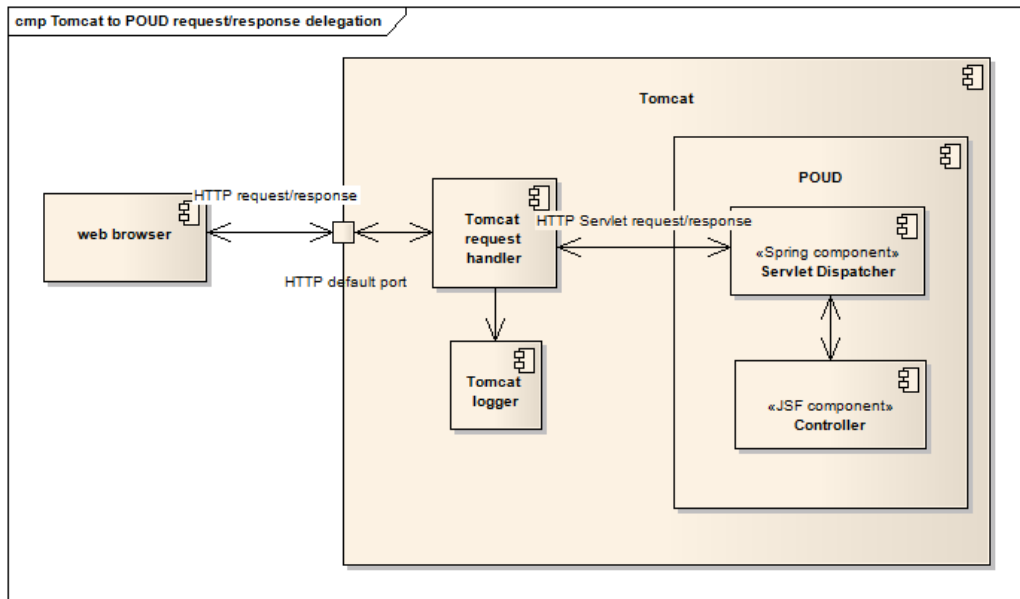 cmp Tomcat to POUD request/response delegation
Tomcat
POUD
HTTP request/response
web browser
Tomcat
request
handler
HTTP Servlet request/response
«Spring component»
Servlet Dispatcher
HTTP default port
Tomcat
logger
«JSF component»
Controller